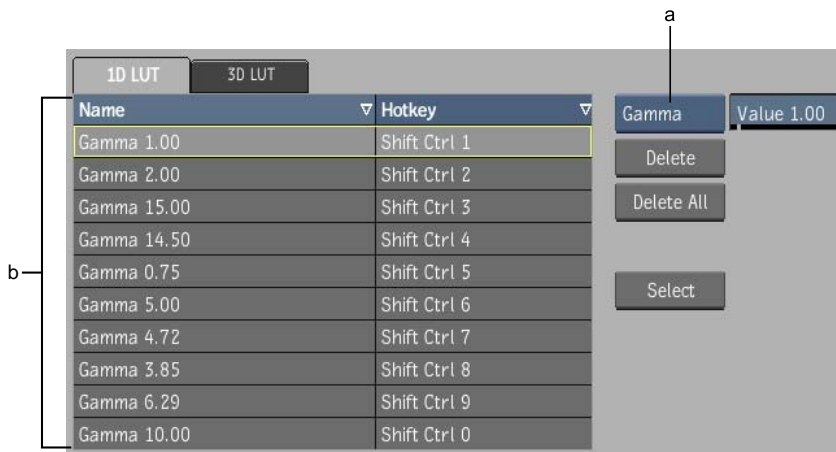 a
1D LUT 3D LUT
Name Hotkey Gamma Value 1.00
Gamma 1.00 Shift Ctrl 1
Delete
Gamma 2.00 Shift Ctrl 2
Gamma 15.00 Shift Ctrl 3 Delete All
Gamma 14.50 Shift Ctrl 4
b Gamma 0.75 Shift Ctrl 5
Gamma 5.00 Shift Ctrl 6 Select
Gamma 4.72 Shift Ctrl 7
Gamma 3.85 Shift Ctrl 8
Gamma 6.29 Shift Ctrl 9
Gamma 10.00 Shift Ctrl 0